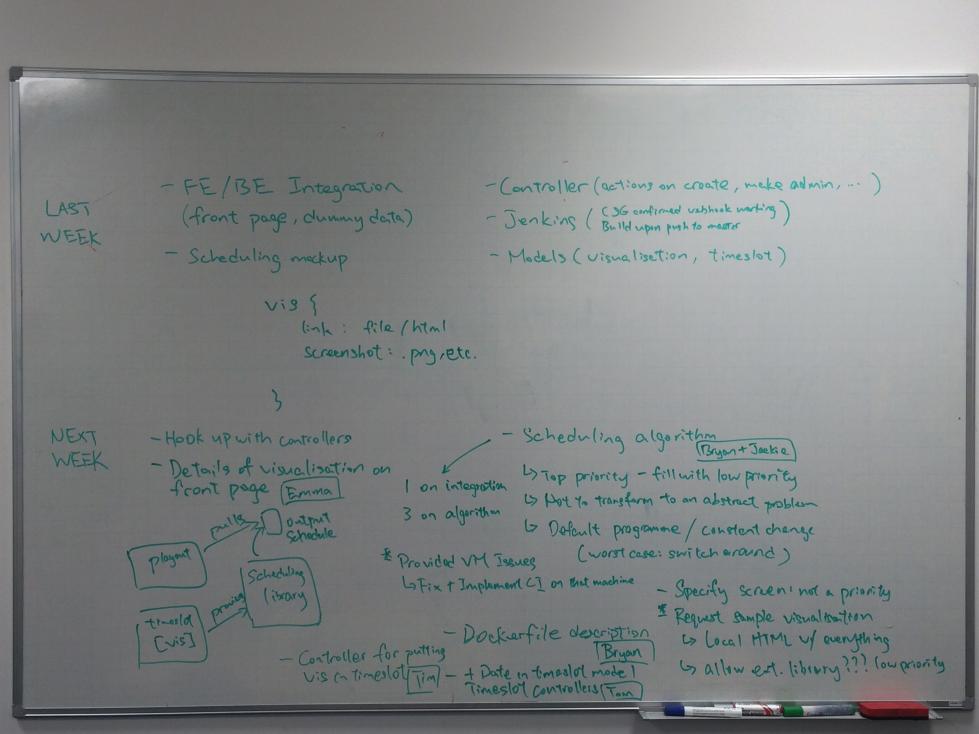 LAST
WEEK
- FE/BE Integration
(front page, dummy data)
- Scheduling mockup
- Controller (actions on create, make admin, ...)
- Jenkins ( CSG confirmed webhook working
Build upon push to master )
- Models (visualisation, timeslot)
vis {
link : file/html
screenshot : .png, etc.
}
NEXT
WEEK
- Hook up with controllers
- Details of visualisation on
front page [Emma]
playout
pulls
output
schedule
scheduling
library
timeslot
[vis]
- Scheduling algorithm
Bryan + Jackie
1 on integration
3 on algorithm
↳ Top priority - fill with low priority
↳ How to transform to an abstract problem
↳ Default programme / constant change
(worst case: switch around)
* Provided VM Issues
↳ Fix + Implement CI on that machine
- Dockerfile description
Bryan
- Controller for putting
vis in timeslot [Tim]
- + Date in timeslot model
Timeslot controllers [Tom]
- Specify screen: not a priority
* Request sample visualisation
↳ Local HTML w/ everything
↳ allow ext. library??? low priority